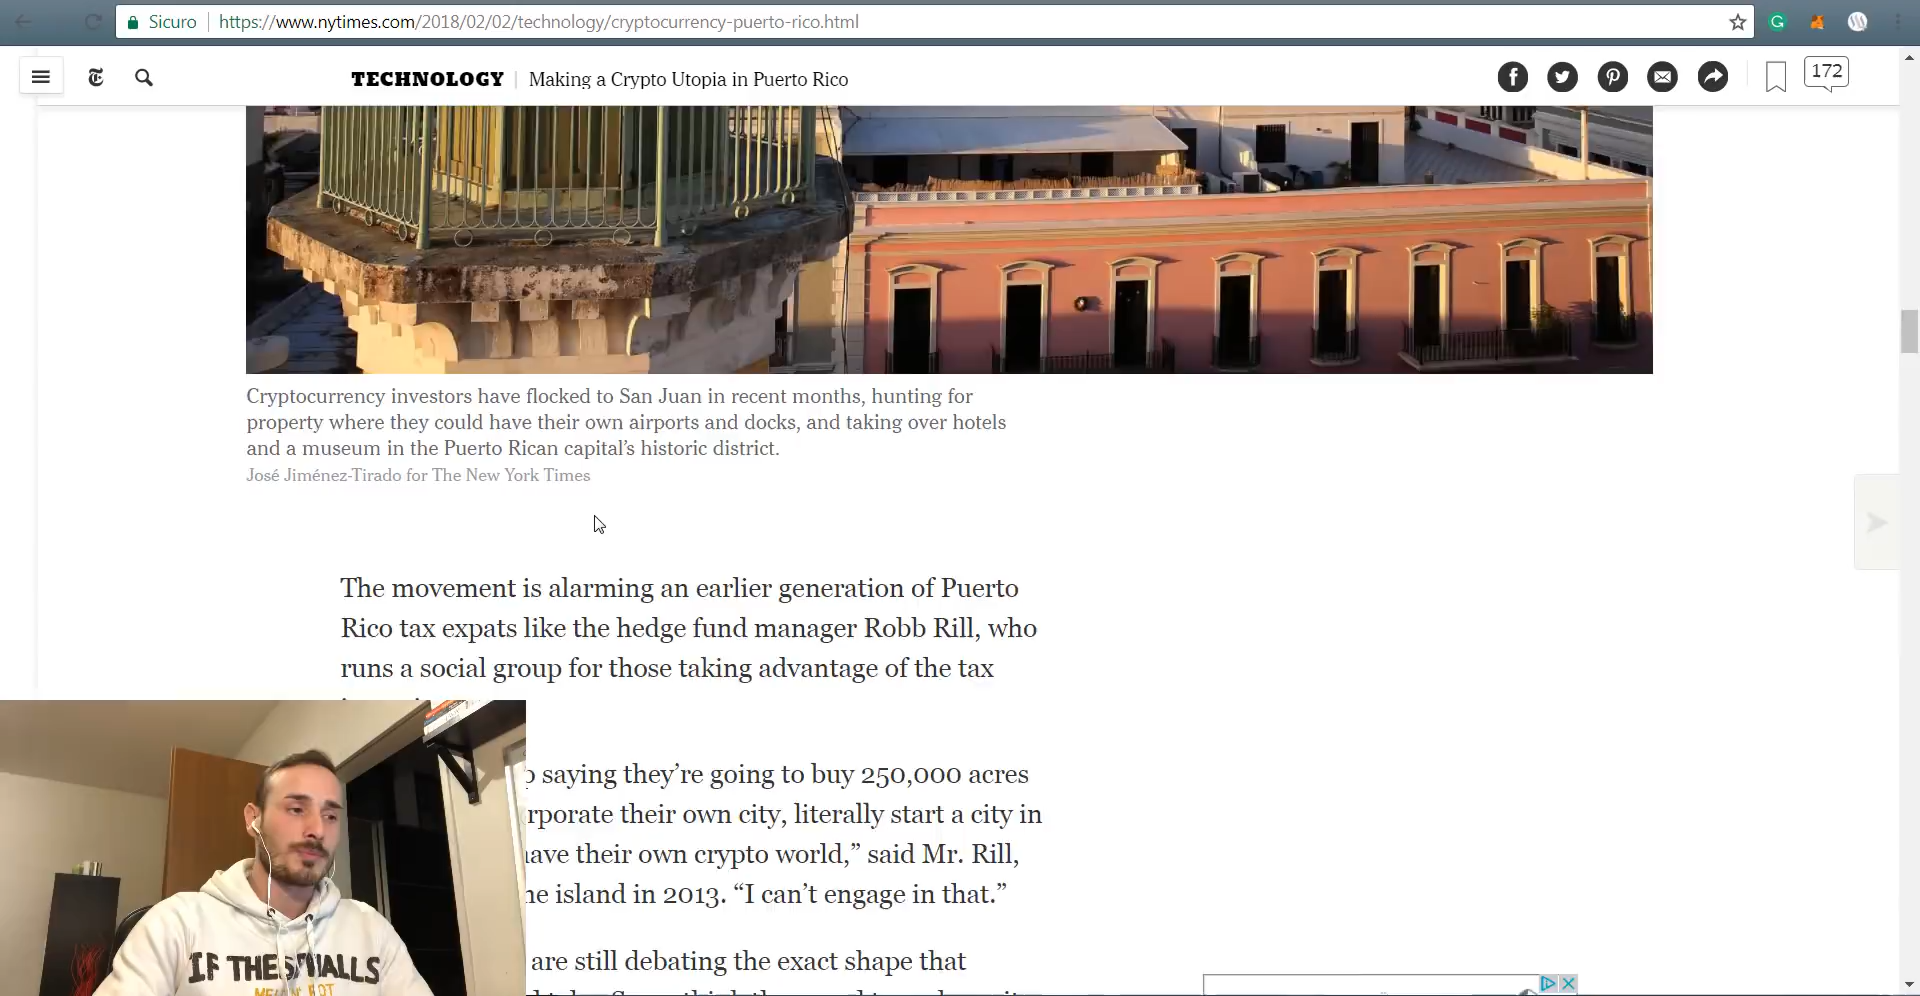 Sicuro https://www.nytimes.com/2018/02/02/technology/cryptocurrency-puerto-rico.html
TECHNOLOGY | Making a Crypto Utopia in Puerto Rico
172
Cryptocurrency investors have flocked to San Juan in recent months, hunting for
property where they could have their own airports and docks, and taking over hotels
and a museum in the Puerto Rican capital’s historic district.
José Jiménez-Tirado for The New York Times
The movement is alarming an earlier generation of Puerto
Rico tax expats like the hedge fund manager Robb Rill, who
runs a social group for those taking advantage of the tax
saying they’re going to buy 250,000 acres
rporate their own city, literally start a city in
have their own crypto world,” said Mr. Rill,
island in 2013. “I can’t engage in that.”
are still debating the exact shape that
IF THESE WALLS